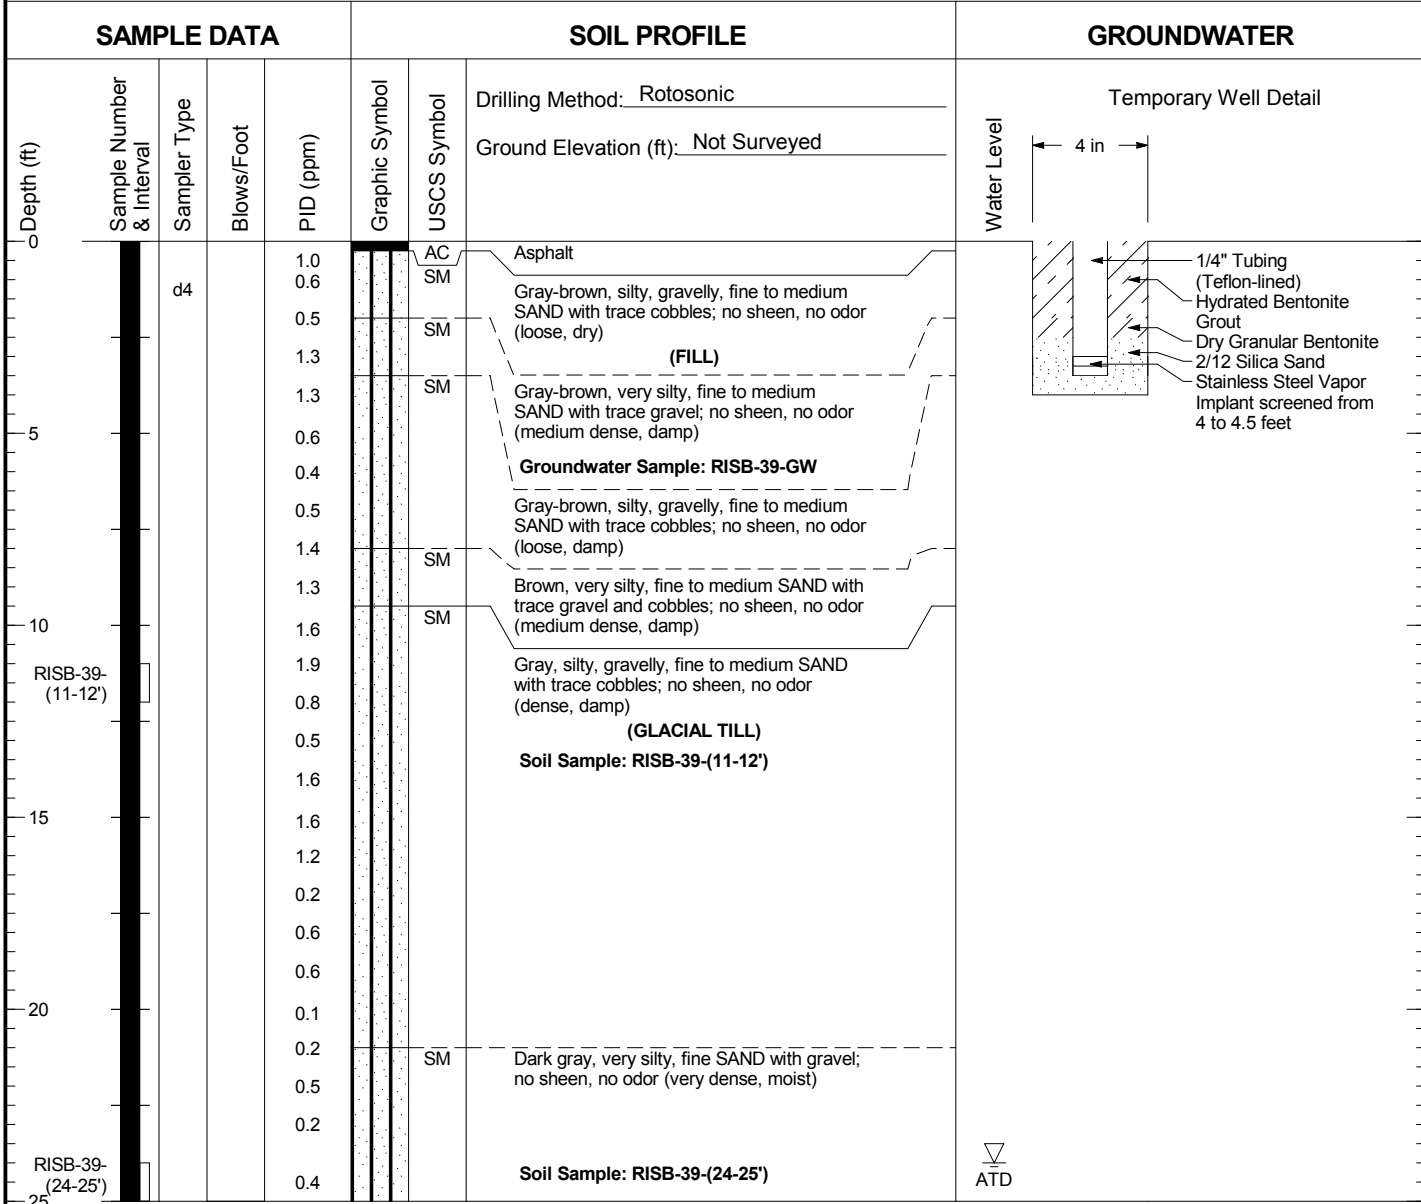 SAMPLE DATA
SOIL PROFILE
GROUNDWATER
Depth (ft)
Sample Number
& Interval
Sampler Type
Blows/Foot
PID (ppm)
Graphic Symbol
USCS Symbol
Drilling Method: Rotosonic
Ground Elevation (ft): Not Surveyed
Water Level
Temporary Well Detail
4 in
0
5
10
15
20
25
RISB-39-
(11-12')
RISB-39-
(24-25')
d4
1.0
0.6
0.5
1.3
1.3
0.6
0.4
0.5
1.4
1.3
1.6
1.9
0.8
0.5
1.6
1.6
1.2
0.2
0.6
0.6
0.1
0.2
0.5
0.2
0.4
AC
SM
SM
SM
SM
SM
SM
Asphalt
Gray-brown, silty, gravelly, fine to medium
SAND with trace cobbles; no sheen, no odor
(loose, dry)
(FILL)
Gray-brown, very silty, fine to medium
SAND with trace gravel; no sheen, no odor
(medium dense, damp)
Groundwater Sample: RISB-39-GW
Gray-brown, silty, gravelly, fine to medium
SAND with trace cobbles; no sheen, no odor
(loose, damp)
Brown, very silty, fine to medium SAND with
trace gravel and cobbles; no sheen, no odor
(medium dense, damp)
Gray, silty, gravelly, fine to medium SAND
with trace cobbles; no sheen, no odor
(dense, damp)
(GLACIAL TILL)
Soil Sample: RISB-39-(11-12')
Dark gray, very silty, fine SAND with gravel;
no sheen, no odor (very dense, moist)
Soil Sample: RISB-39-(24-25')
1/4" Tubing
(Teflon-lined)
Hydrated Bentonite
Grout
Dry Granular Bentonite
2/12 Silica Sand
Stainless Steel Vapor
Implant screened from
4 to 4.5 feet
ATD